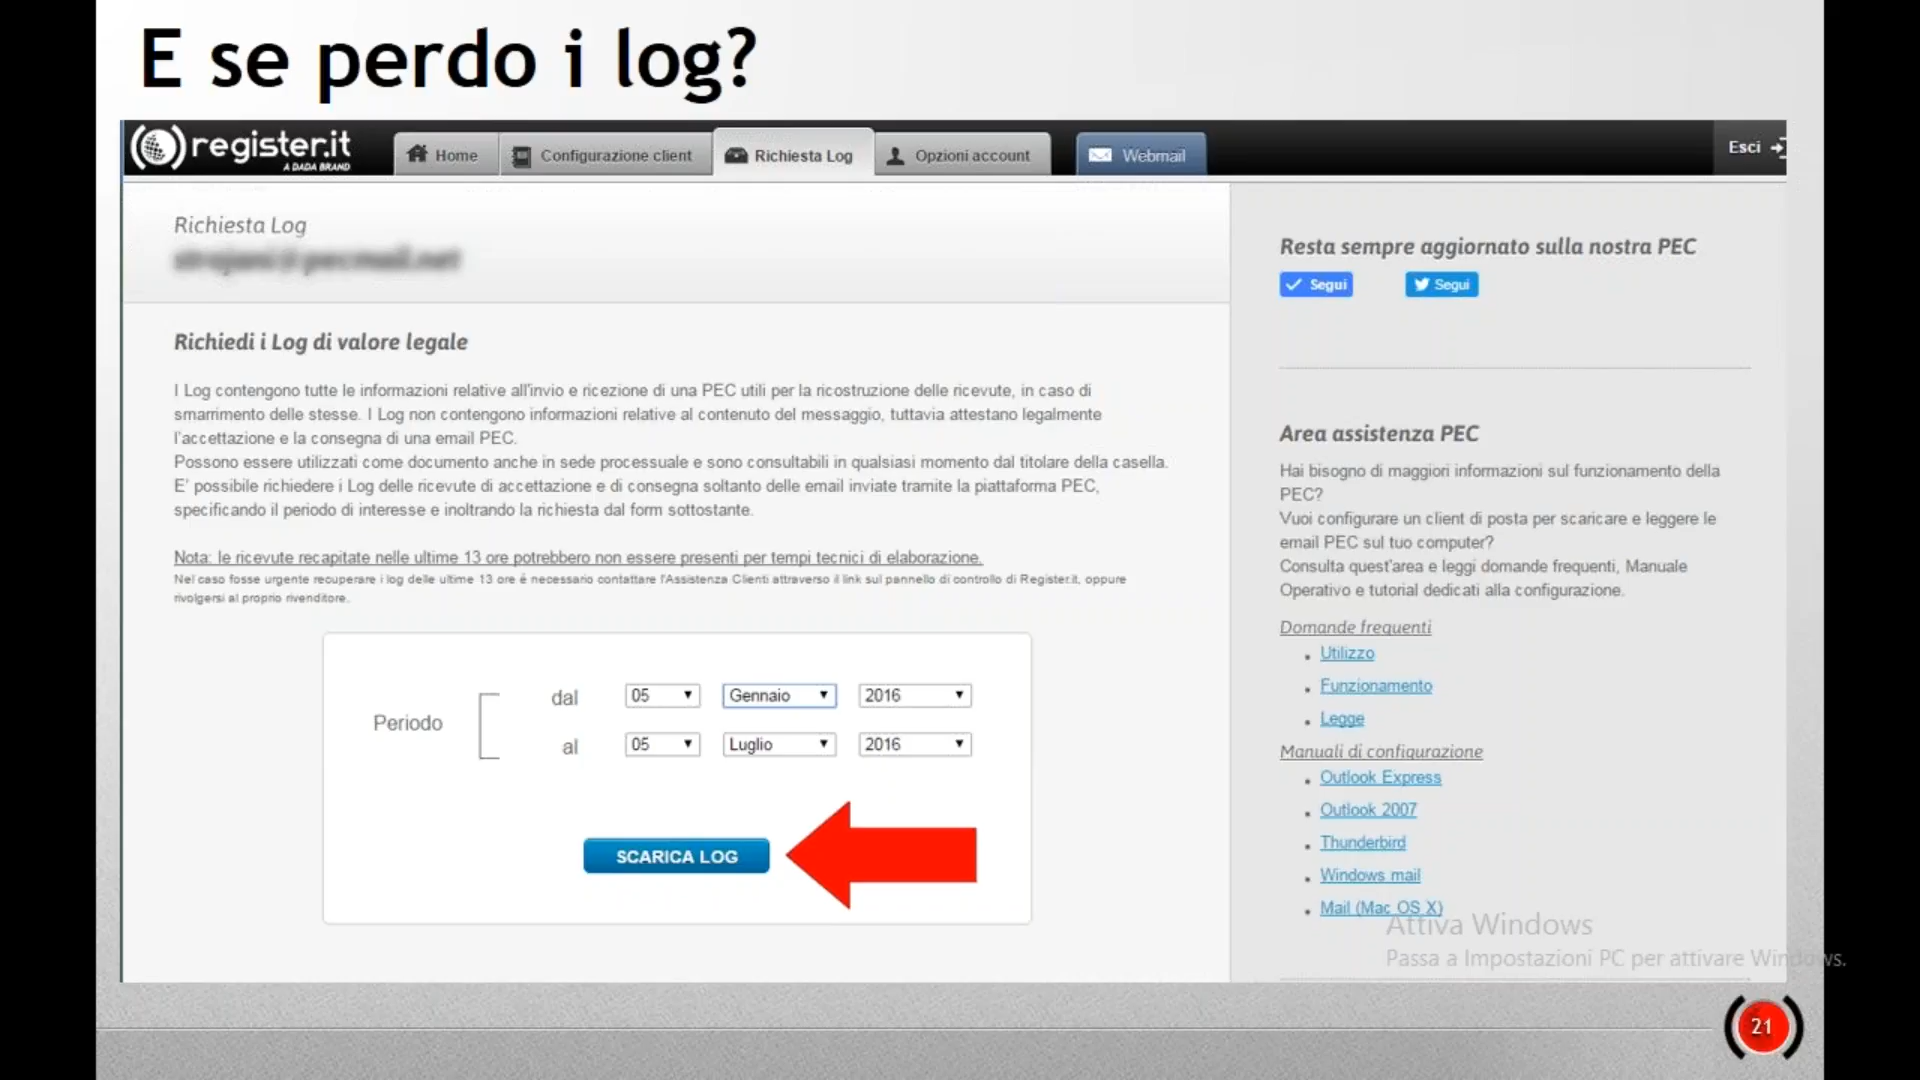 E se perdo i log?
register.it
A DADA BRAND
Home
Configurazione client
Richiesta Log
Opzioni account
Webmail
Esci
Richiesta Log
Richiedi i Log di valore legale
I Log contengono tutte le informazioni relative all'invio e ricezione di una PEC utili per la ricostruzione delle ricevute, in caso di
smarrimento delle stesse. I Log non contengono informazioni relative al contenuto del messaggio, tuttavia attestano legalmente
l'accettazione e la consegna di una email PEC.
Possono essere utilizzati come documento anche in sede processuale e sono consultabili in qualsiasi momento dal titolare della casella.
E' possibile richiedere i Log delle ricevute di accettazione e di consegna soltanto delle email inviate tramite la piattaforma PEC,
specificando il periodo di interesse e inoltrando la richiesta dal form sottostante.
Nota: le ricevute recapitate nelle ultime 13 ore potrebbero non essere presenti per tempi tecnici di elaborazione.
Nel caso fosse urgente recuperare i log delle ultime 13 ore é necessario contattare l'Assistenza Clienti attraverso il link sul pannello di controllo di Register.it, oppure
rivolgersi al proprio rivenditore.
Periodo
dal 05 Gennaio 2016
al 05 Luglio 2016
SCARICA LOG
Resta sempre aggiornato sulla nostra PEC
Segui
Segui
Area assistenza PEC
Hai bisogno di maggiori informazioni sul funzionamento della
PEC?
Vuoi configurare un client di posta per scaricare e leggere le
email PEC sul tuo computer?
Consulta quest'area e leggi domande frequenti, Manuale
Operativo e tutorial dedicati alla configurazione.
Domande frequenti
Utilizzo
Funzionamento
Legge
Manuali di configurazione
Outlook Express
Outlook 2007
Thunderbird
Windows mail
Mail (Mac OS X)
Attiva Windows
Passa a Impostazioni PC per attivare Windows.
21